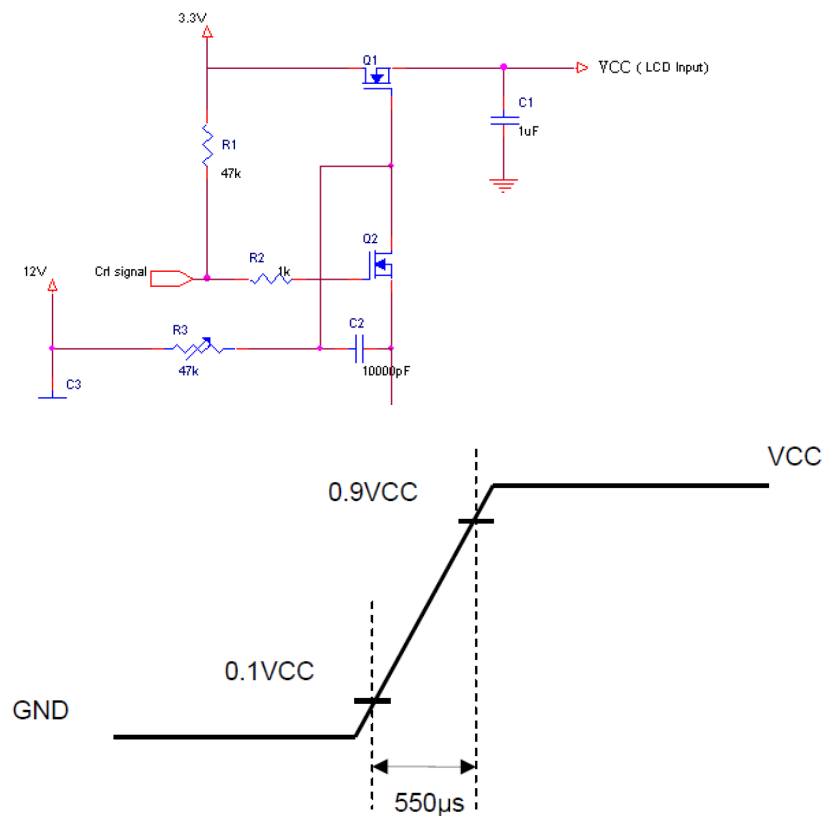 3.3V
Q1
VCC ( LCD Input)
C1
1uF
R1
47k
Q2
R2
1k
12V
Crl signal
R3
47k
C2
10000pF
C3
VCC
0.9VCC
0.1VCC
GND
550μs